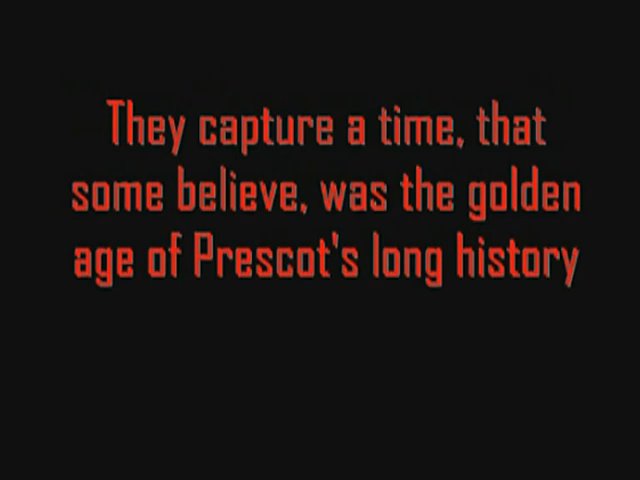 They capture a time, that
some believe, was the golden
age of Prescot's long history